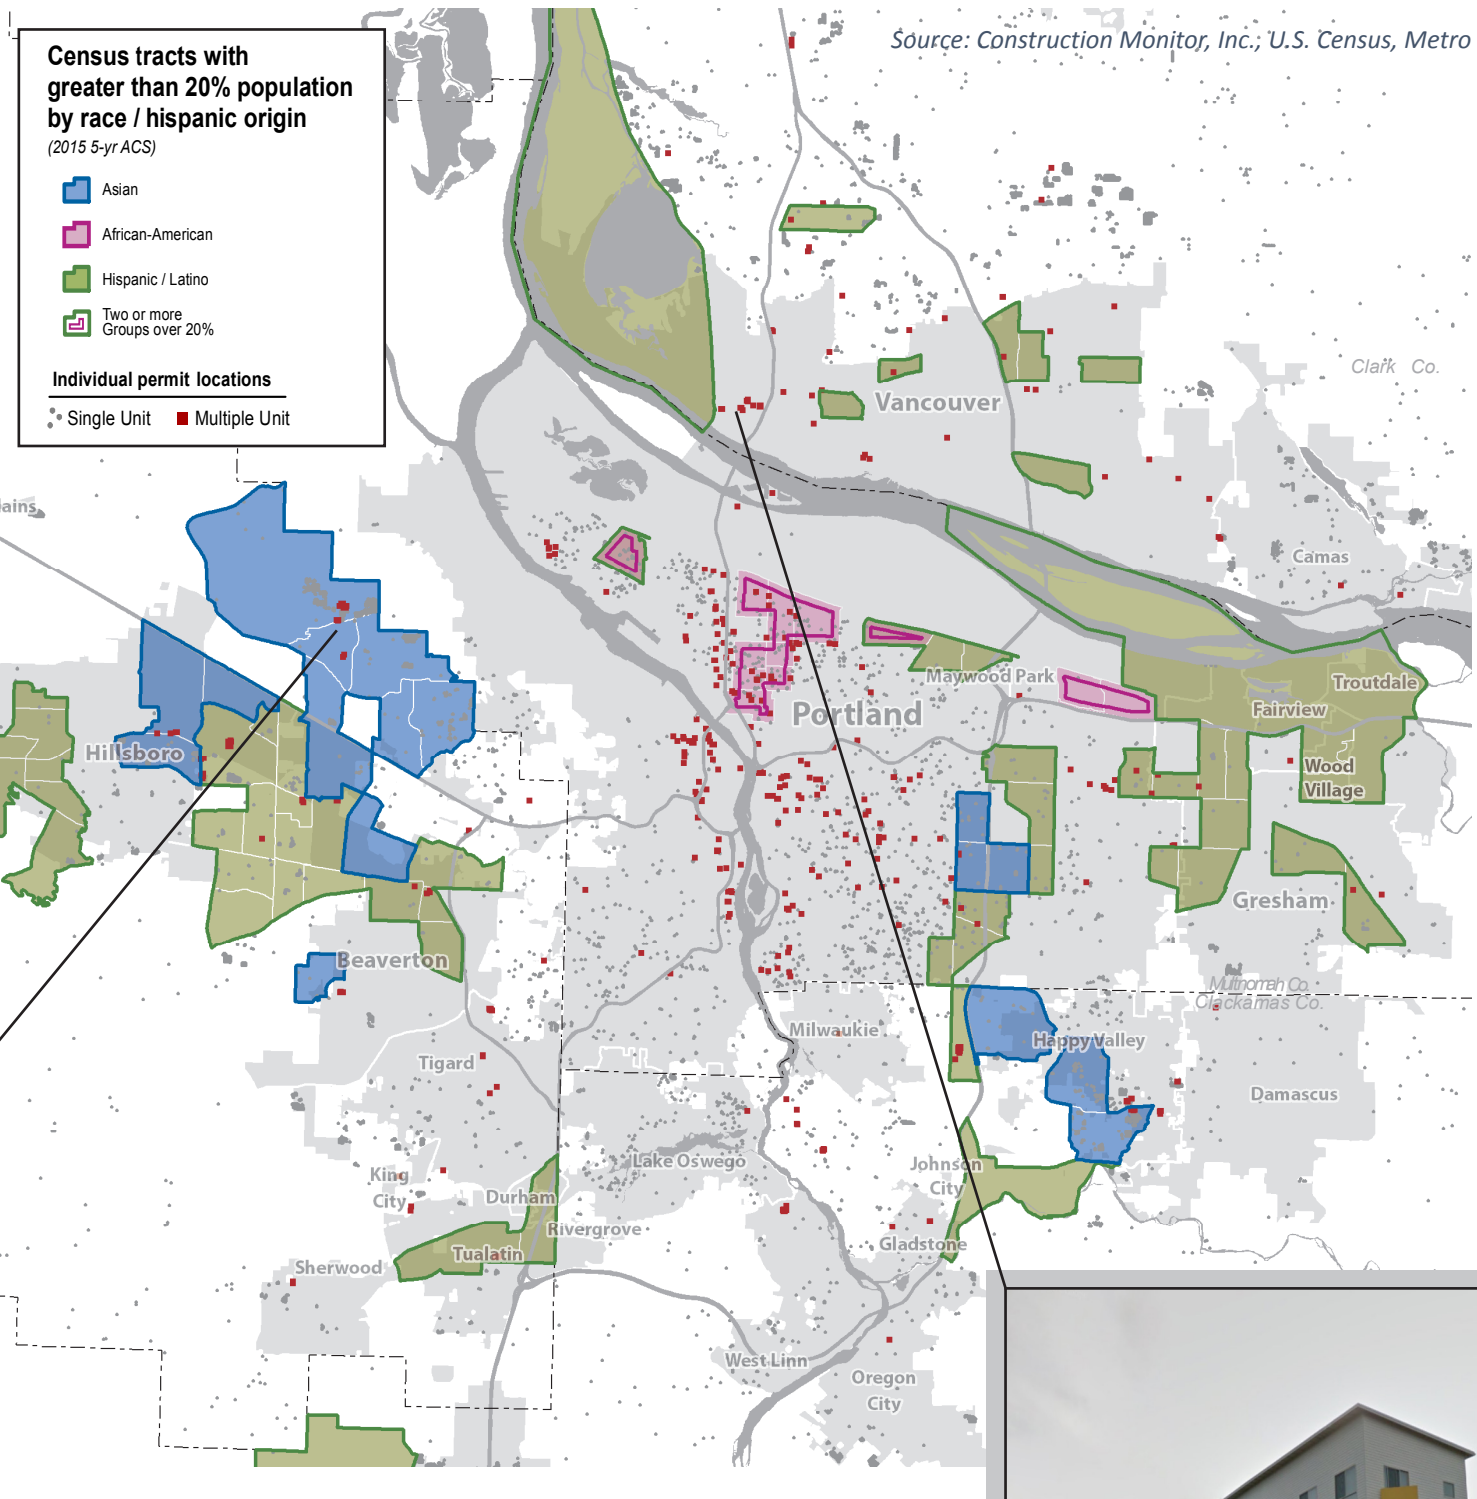 Source: Construction Monitor, Inc.; U.S. Census, Metro
Census tracts with
greater than 20% population
by race / hispanic origin
(2015 5-yr ACS)
Asian
African-American
Hispanic / Latino
Two or more
Groups over 20%
Individual permit locations
Single Unit
Multiple Unit
Clark Co.
Vancouver
Camas
Maywood Park
Troutdale
Fairview
Portland
Hillsboro
Wood
Village
Gresham
Beaverton
Multnomah Co.
Clackamas Co.
Milwaukie
Happy Valley
Tigard
Damascus
Lake Oswego
Johnson
City
King
City
Durham
Rivergrove
Gladstone
Tualatin
Sherwood
West Linn
Oregon
City